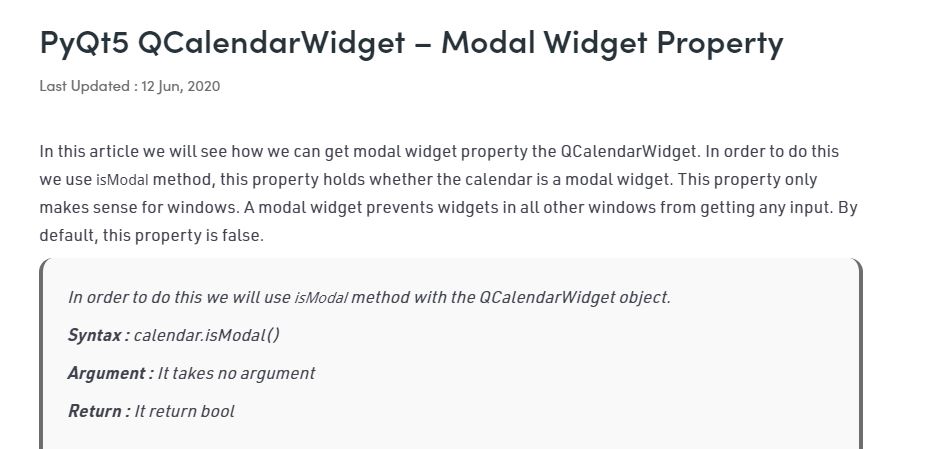 PyQt5 QCalendarWidget – Modal Widget Property
Last Updated : 12 Jun, 2020
In this article we will see how we can get modal widget property the QCalendarWidget. In order to do this
we use isModal method, this property holds whether the calendar is a modal widget. This property only
makes sense for windows. A modal widget prevents widgets in all other windows from getting any input. By
default, this property is false.
In order to do this we will use isModal method with the QCalendarWidget object.
Syntax : calendar.isModal()
Argument : It takes no argument
Return : It return bool